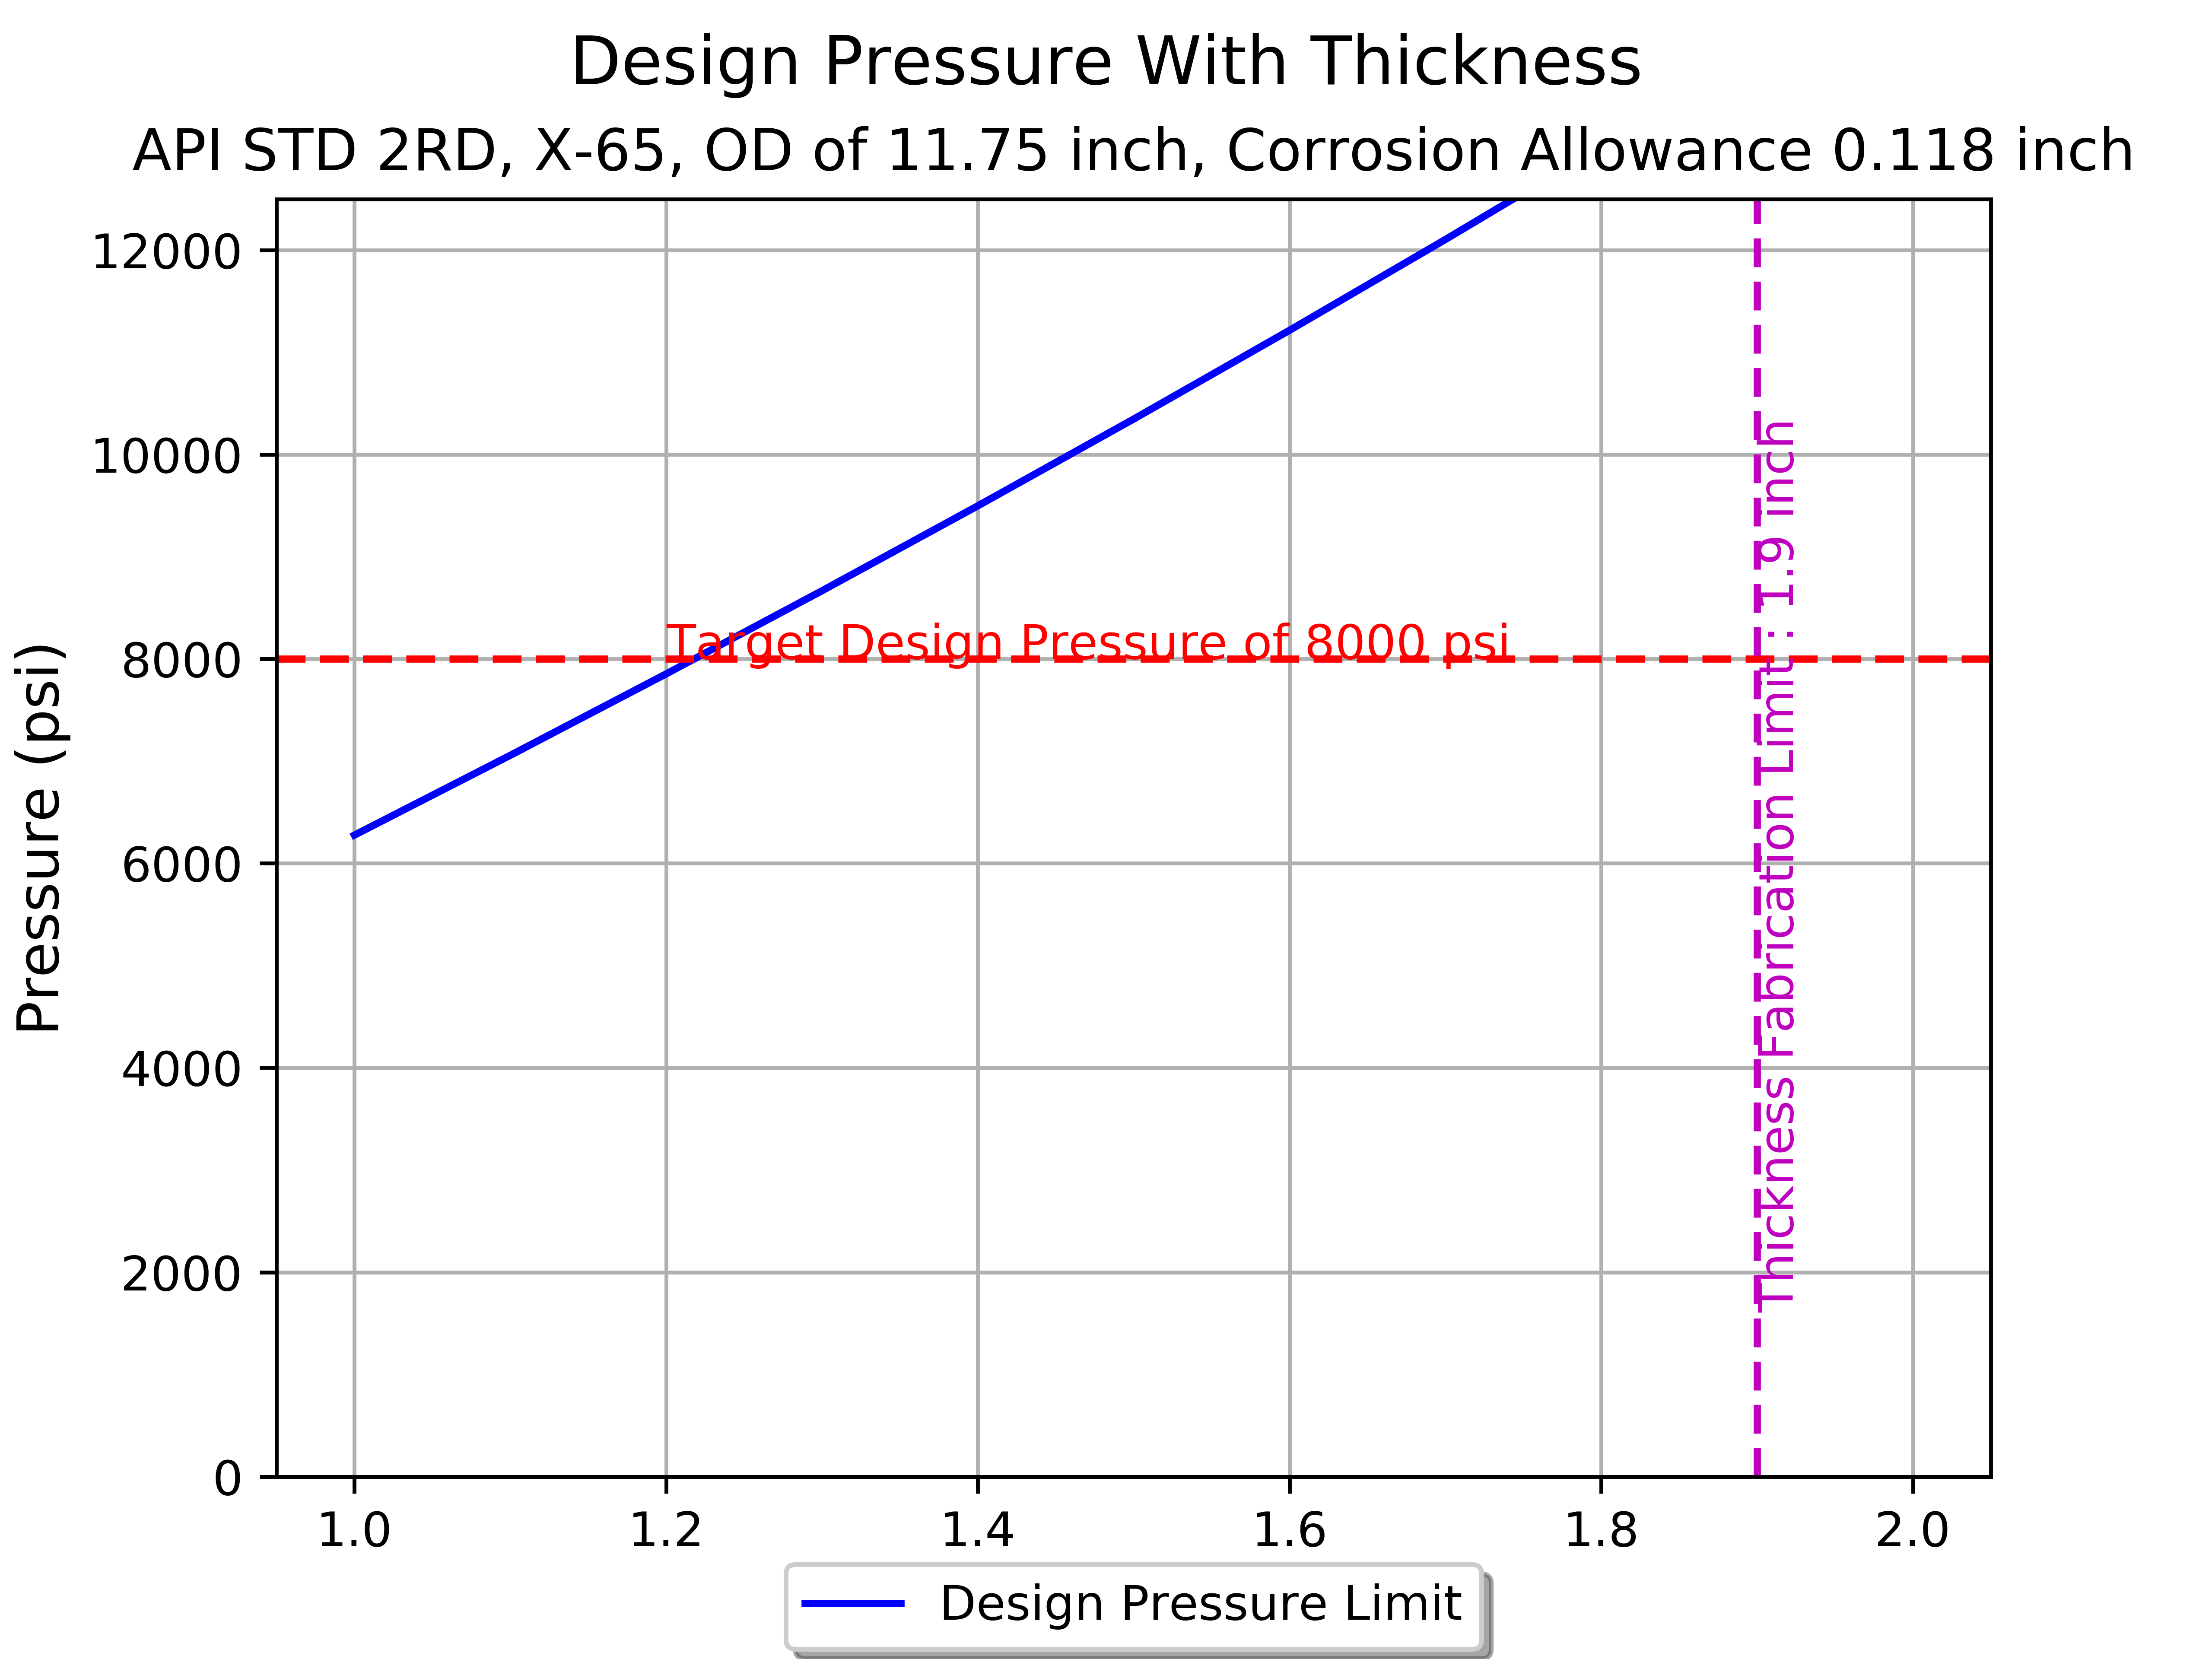 Design Pressure With Thickness
API STD 2RD, X-65, OD of 11.75 inch, Corrosion Allowance 0.118 inch
Pressure (psi)
12000
10000
8000
6000
4000
2000
0
Target Design Pressure of 8000 psi
Thickness Fabrication Limit : 1.9 inch
1.0 1.2 1.4 1.6 1.8 2.0
Design Pressure Limit